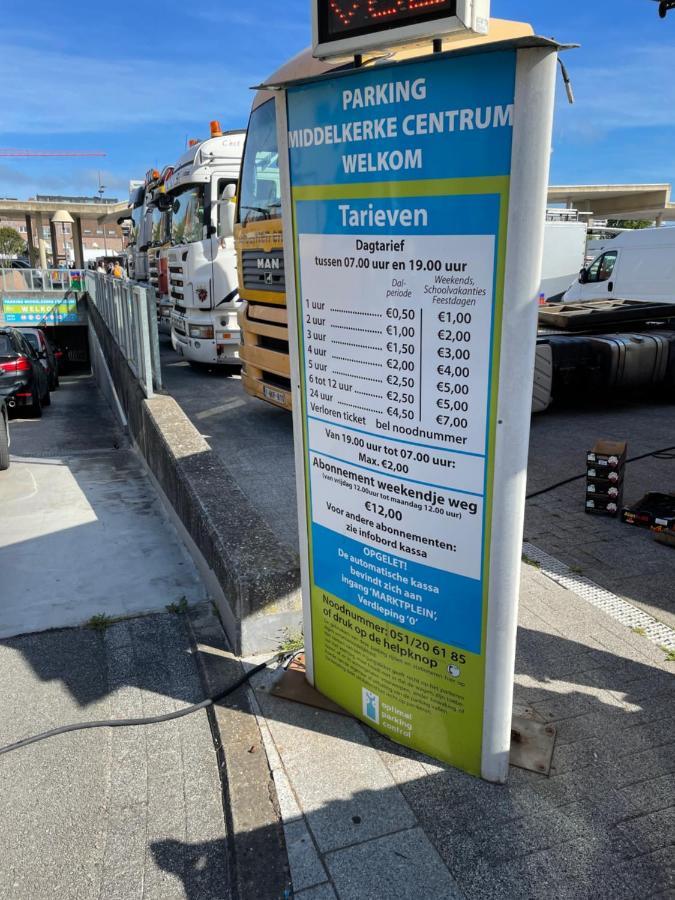 PARKING
MIDDELKERKE CENTRUM
WELKOM
Tarieven
Dagtarief
tussen 07.00 uur en 19.00 uur
Dal-
periode
Weekends,
Schoolvakanties
Feestdagen
1 uur ........ €0,50 €1,00
2 uur ........ €1,00 €2,00
3 uur ........ €1,50 €3,00
4 uur ........ €2,00 €4,00
5 uur ........ €2,50 €5,00
6 tot 12 uur ........ €2,50 €5,00
24 uur ........ €4,50 €7,00
Verloren ticket bel noodnummer
Van 19.00 uur tot 07.00 uur:
Max. €2,00
Abonnement weekendje weg
(van vrijdag 12.00uur tot maandag 12.00 uur)
€12,00
Voor andere abonnementen:
zie infobord kassa
OPGELET!
De automatische kassa
bevindt zich aan
ingang 'MARKTPLEIN',
Verdieping '0'
Noodnummer: 051/20 61 85
of druk op de helpknop
optimal
parking
control
MAN
WELKOM